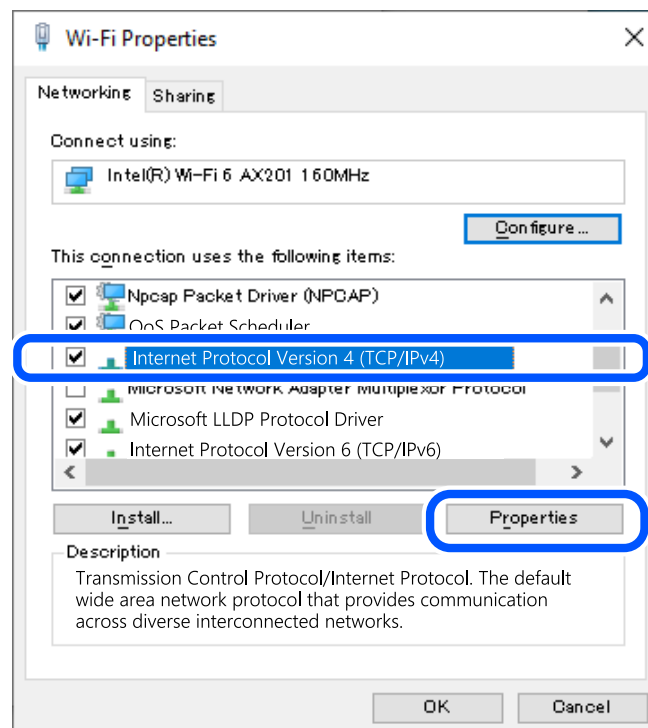 Wi-Fi Properties
Networking
Sharing
Connect using:
Intel(R) Wi-Fi 6 AX201 160MHz
Configure...
This connection uses the following items:
Npcap Packet Driver (NPCAP)
QoS Packet Scheduler
Internet Protocol Version 4 (TCP/IPv4)
Microsoft Network Adapter Multiplexor Protocol
Microsoft LLDP Protocol Driver
Internet Protocol Version 6 (TCP/IPv6)
Install...
Uninstall
Properties
Description
Transmission Control Protocol/Internet Protocol. The default
wide area network protocol that provides communication
across diverse interconnected networks.
OK
Cancel